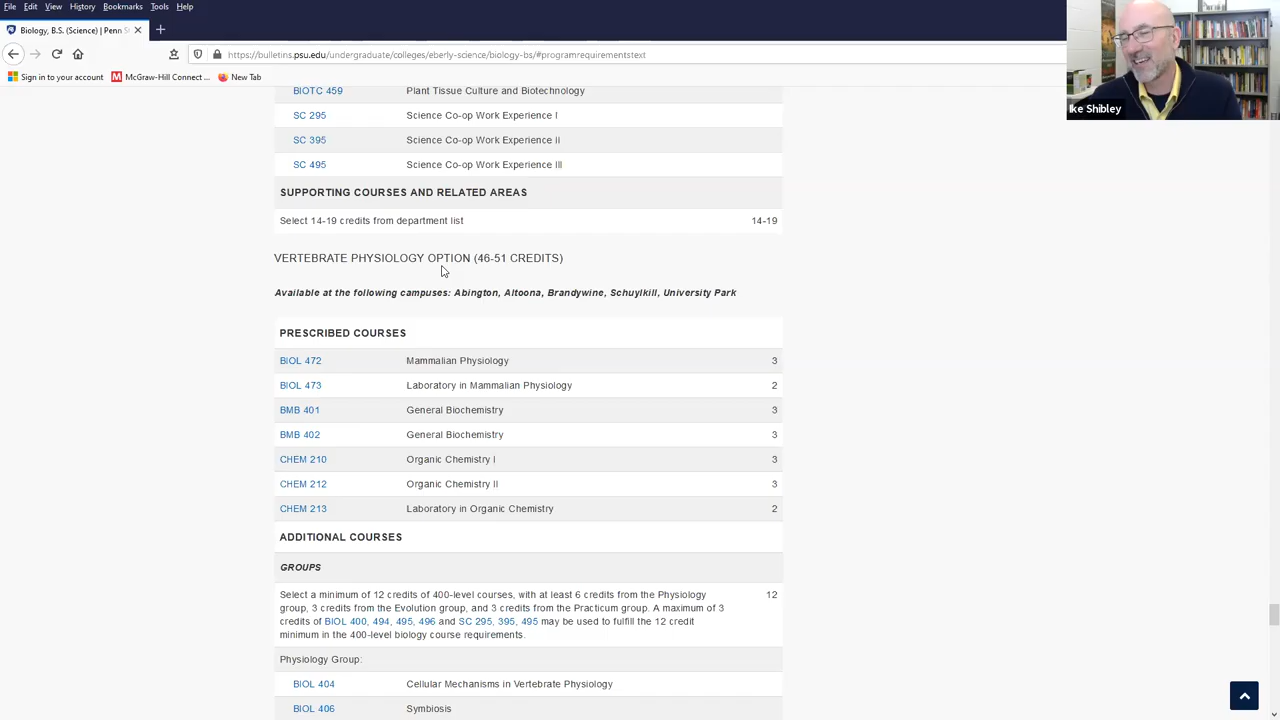 File Edit View History Bookmarks Tools Help
Biology, B.S. (Science) | Penn S
https://bulletins.psu.edu/undergraduate/colleges/eberly-science/biology-bs/#programrequirementstext
Sign in to your account McGraw-Hill Connect ... New Tab
Ike Shibley
BIOTC 459 Plant Tissue Culture and Biotechnology
SC 295 Science Co-op Work Experience I
SC 395 Science Co-op Work Experience II
SC 495 Science Co-op Work Experience III
SUPPORTING COURSES AND RELATED AREAS
Select 14-19 credits from department list 14-19
VERTEBRATE PHYSIOLOGY OPTION (46-51 CREDITS)
Available at the following campuses: Abington, Altoona, Brandywine, Schuylkill, University Park
PRESCRIBED COURSES
BIOL 472 Mammalian Physiology 3
BIOL 473 Laboratory in Mammalian Physiology 2
BMB 401 General Biochemistry 3
BMB 402 General Biochemistry 3
CHEM 210 Organic Chemistry I 3
CHEM 212 Organic Chemistry II 3
CHEM 213 Laboratory in Organic Chemistry 2
ADDITIONAL COURSES
GROUPS
Select a minimum of 12 credits of 400-level courses, with at least 6 credits from the Physiology 12
group, 3 credits from the Evolution group, and 3 credits from the Practicum group. A maximum of 3
credits of BIOL 400, 494, 495, 496 and SC 295, 395, 495 may be used to fulfill the 12 credit
minimum in the 400-level biology course requirements.
Physiology Group:
BIOL 404 Cellular Mechanisms in Vertebrate Physiology
BIOL 406 Symbiosis